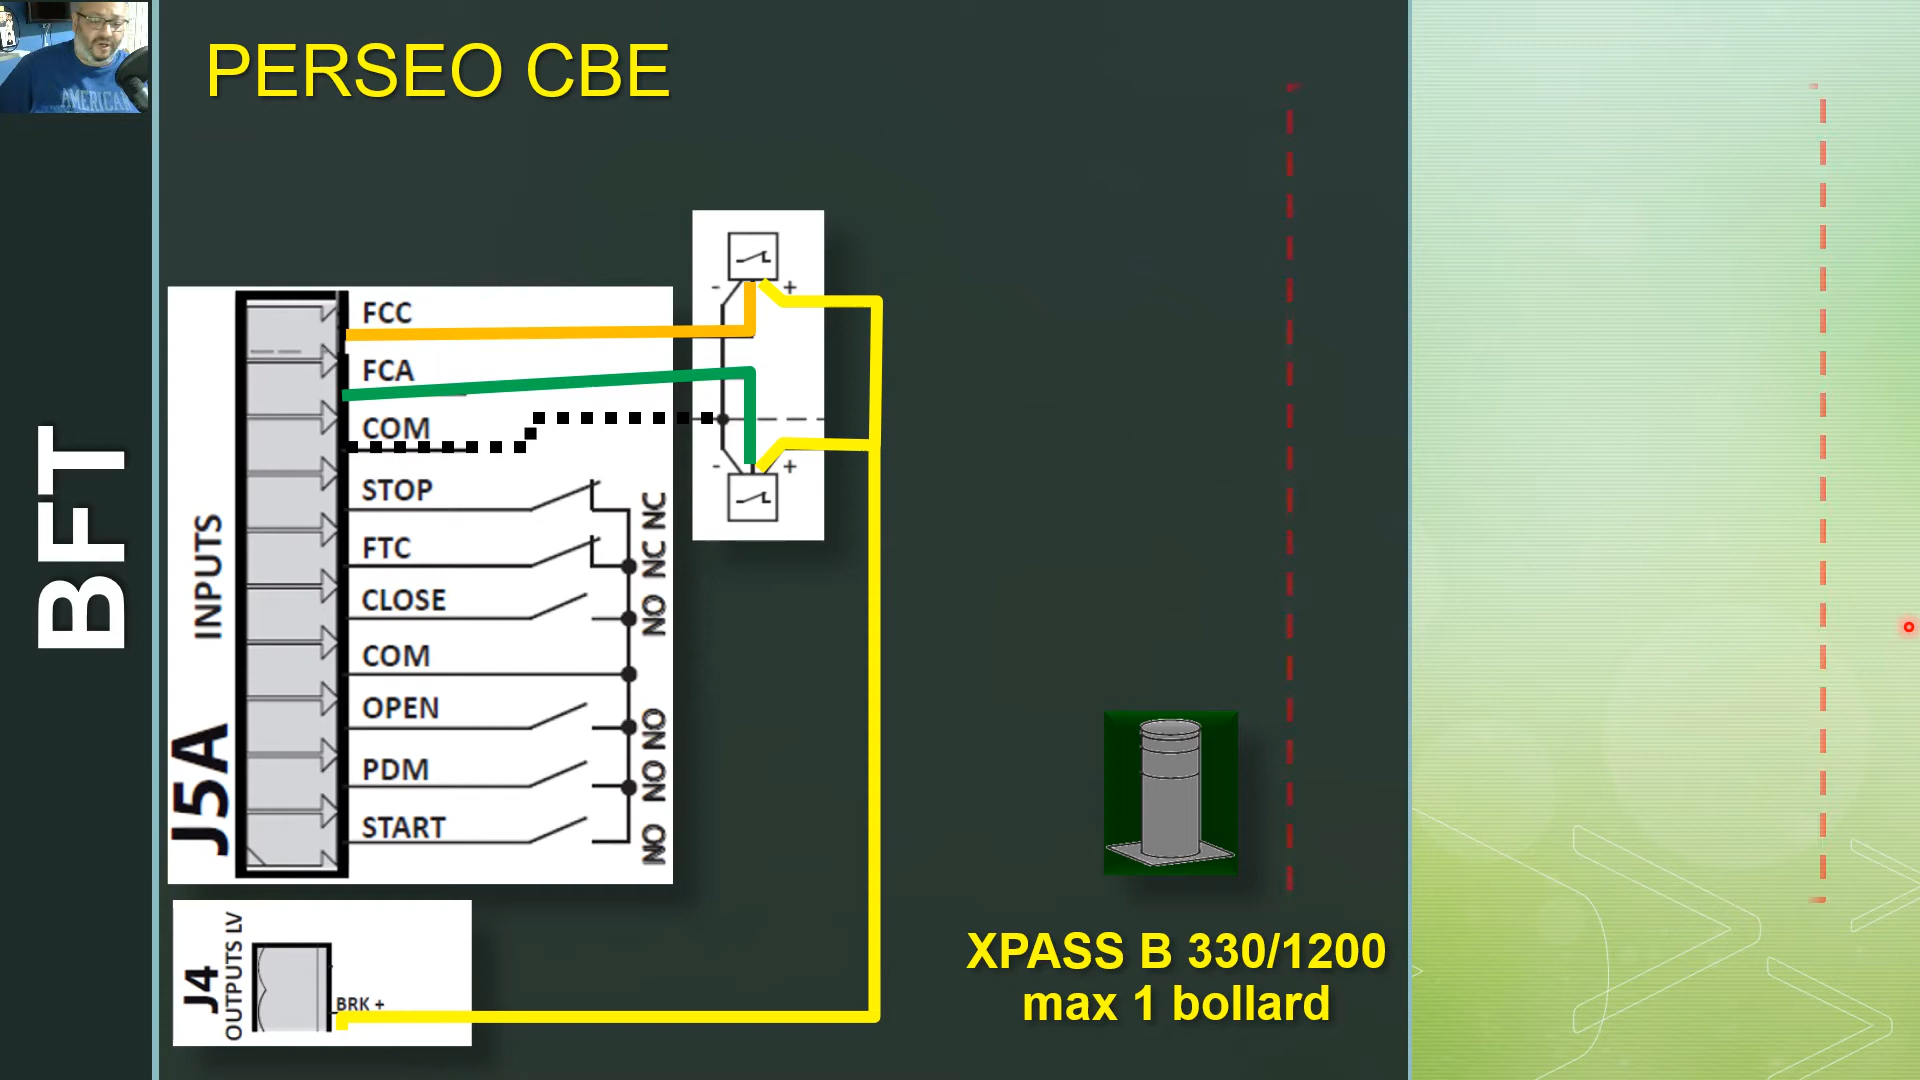 AMERICAN
PERSEO CBE
BFT
FCC
FCA
COM
STOP
FTC
CLOSE
COM
OPEN
PDM
START
INPUTS
J5A
NC
NC
NO
NO
NO
NO
-
+
-
+
J4
OUTPUTS LV
BRK +
XPASS B 330/1200
max 1 bollard